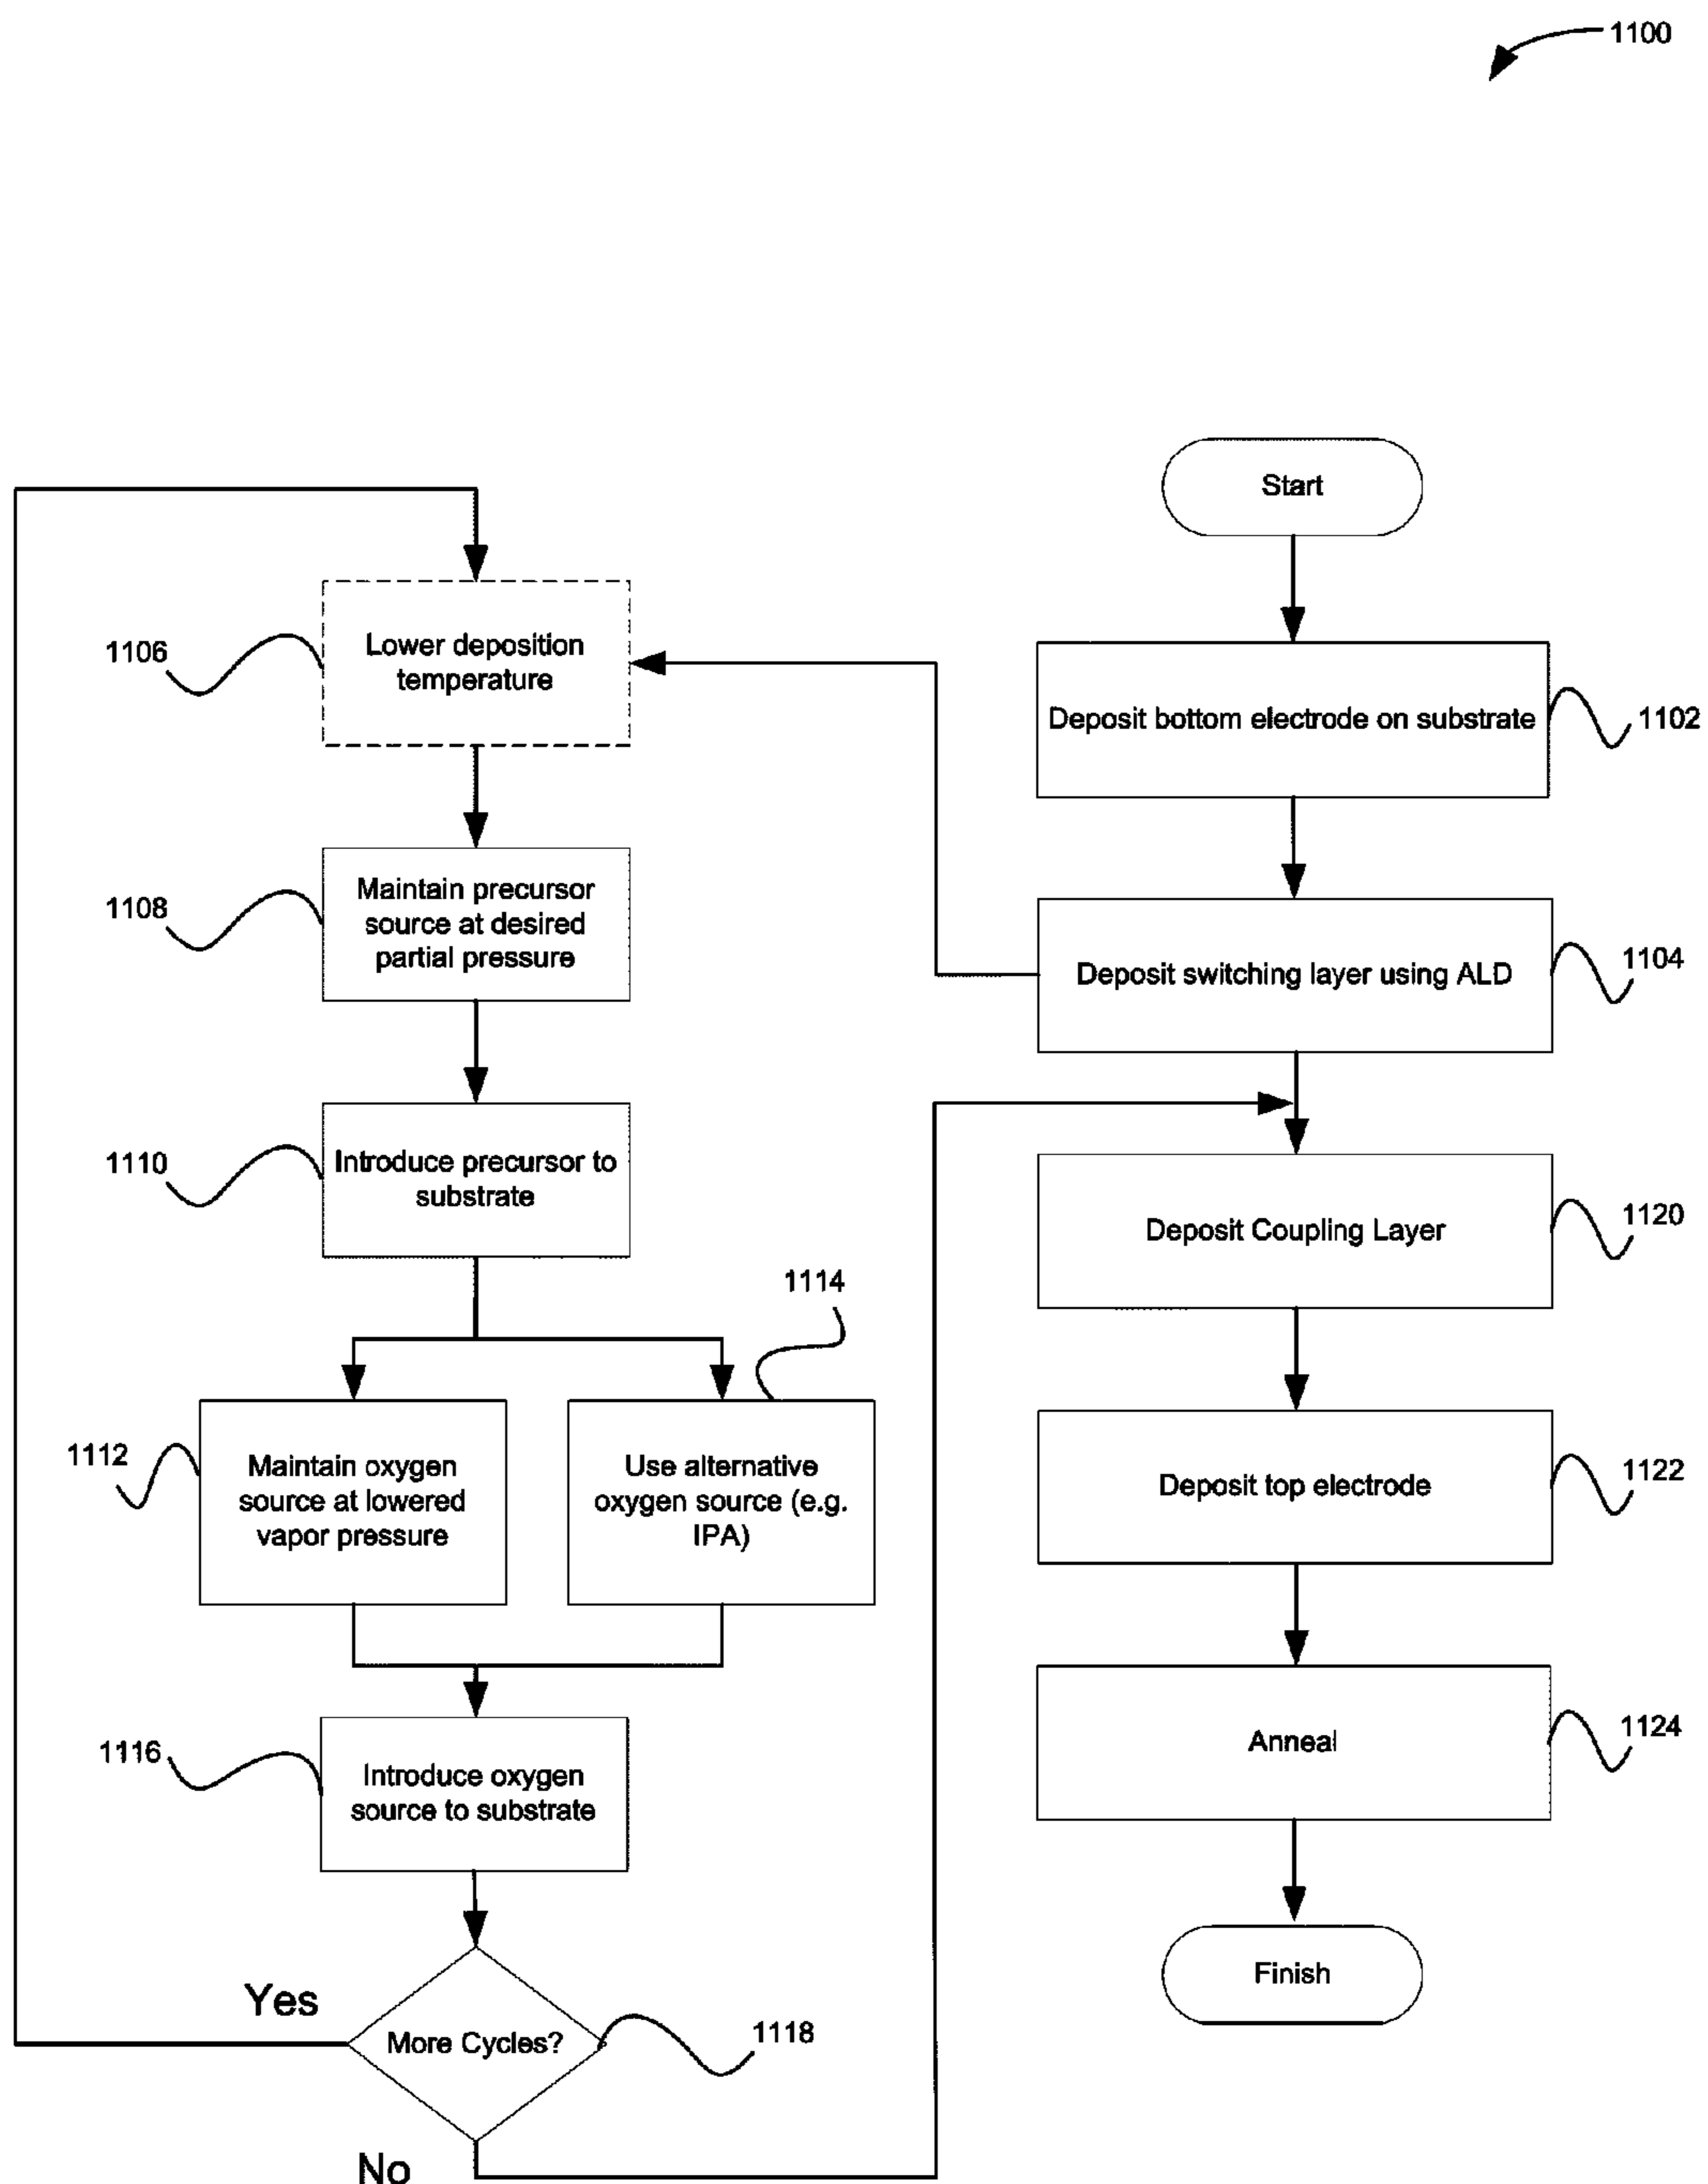 1100
Start
Deposit bottom electrode on substrate
1102
Deposit switching layer using ALD
1104
1106
Lower deposition
temperature
1108
Maintain precursor
source at desired
partial pressure
1110
Introduce precursor to
substrate
1112
Maintain oxygen
source at lowered
vapor pressure
1114
Use alternative
oxygen source (e.g.
IPA)
1116
Introduce oxygen
source to substrate
Yes
More Cycles?
1118
No
Deposit Coupling Layer
1120
Deposit top electrode
1122
Anneal
1124
Finish